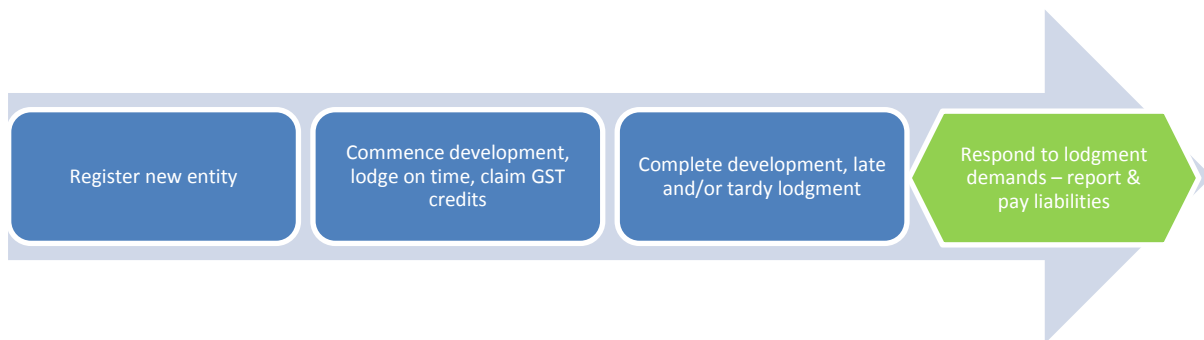 Register new entity
Commence development,
lodge on time, claim GST
credits
Complete development, late
and/or tardy lodgment
Respond to lodgment
demands – report &
pay liabilities